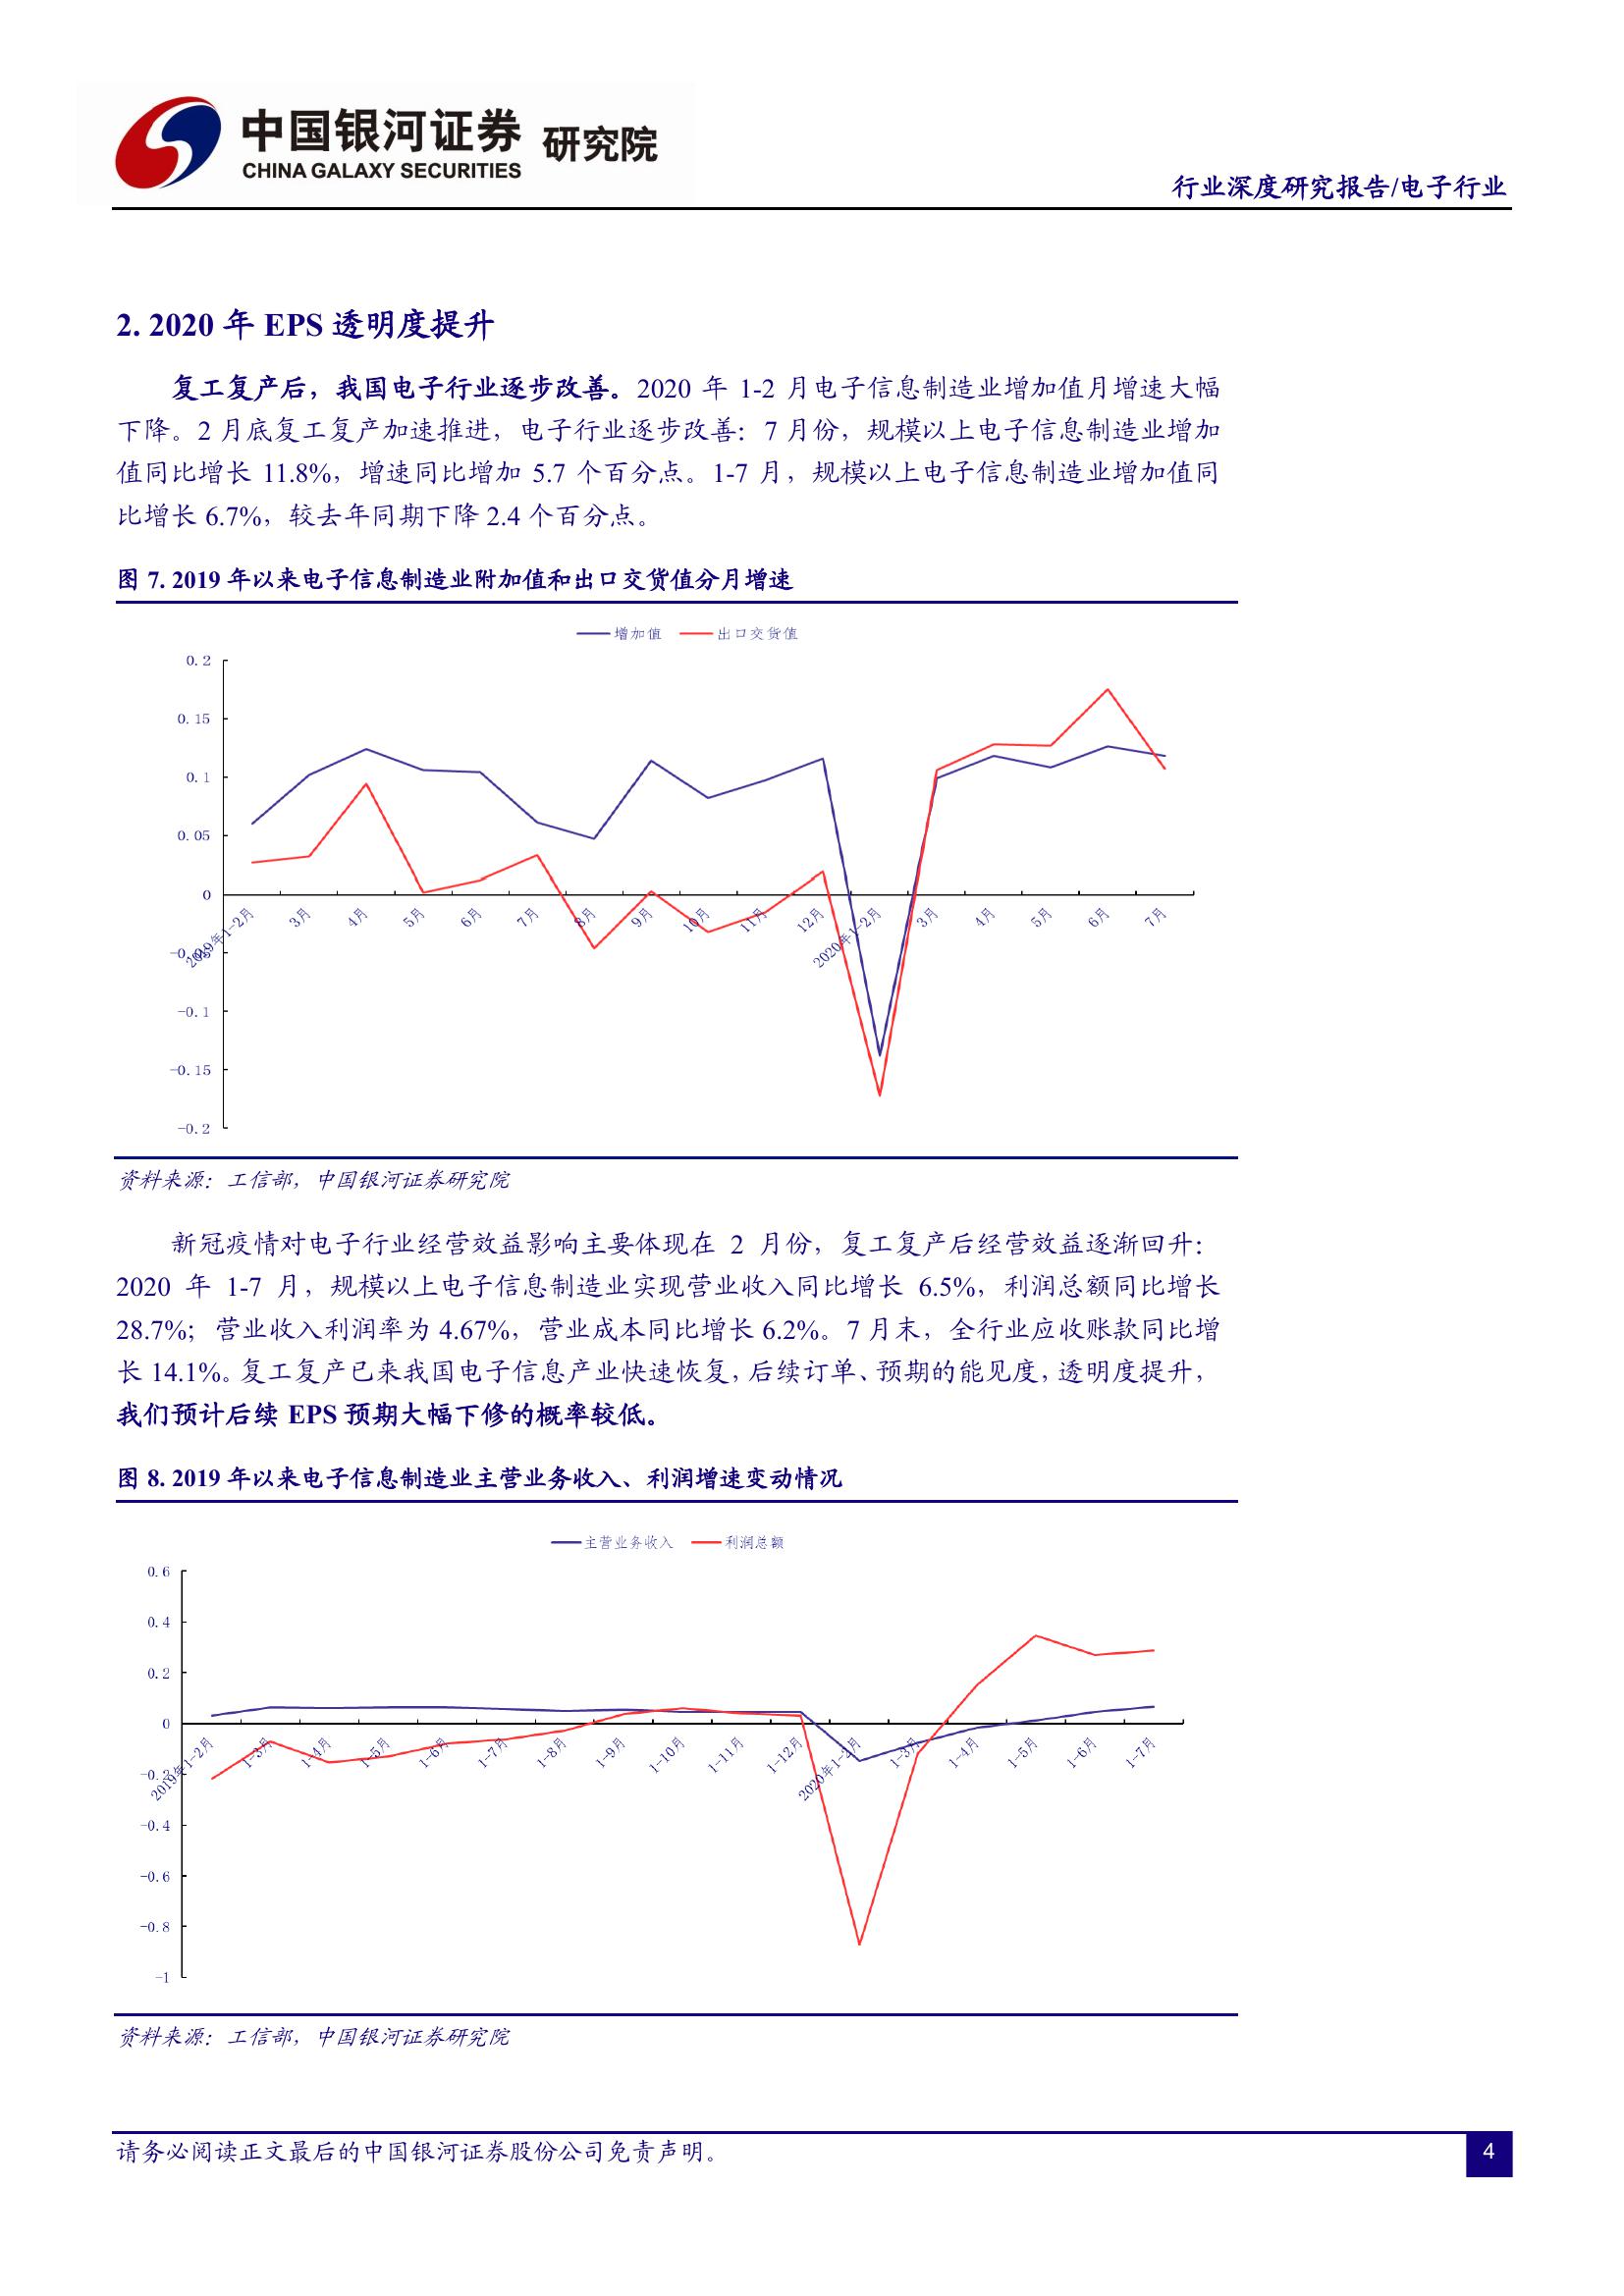 中国银河证券 研究院
CHINA GALAXY SECURITIES
行业深度研究报告/电子行业
2. 2020 年 EPS 透明度提升
复工复产后，我国电子行业逐步改善。2020 年 1-2 月电子信息制造业增加值月增速大幅
下降。2 月底复工复产加速推进，电子行业逐步改善：7 月份，规模以上电子信息制造业增加
值同比增长 11.8%，增速同比增加 5.7 个百分点。1-7 月，规模以上电子信息制造业增加值同
比增长 6.7%，较去年同期下降 2.4 个百分点。
图 7. 2019 年以来电子信息制造业附加值和出口交货值分月增速
增加值 出口交货值
0.2
0.15
0.1
0.05
0
-0.05
-0.1
-0.15
-0.2
2019年1-2月 3月 4月 5月 6月 7月 8月 9月 10月 11月 12月 2020年1-2月 3月 4月 5月 6月 7月
资料来源：工信部，中国银河证券研究院
新冠疫情对电子行业经营效益影响主要体现在 2 月份，复工复产后经营效益逐渐回升：
2020 年 1-7 月，规模以上电子信息制造业实现营业收入同比增长 6.5%，利润总额同比增长
28.7%；营业收入利润率为 4.67%，营业成本同比增长 6.2%。7 月末，全行业应收账款同比增
长 14.1%。复工复产已来我国电子信息产业快速恢复，后续订单、预期的能见度，透明度提升，
我们预计后续 EPS 预期大幅下修的概率较低。
图 8. 2019 年以来电子信息制造业主营业务收入、利润增速变动情况
主营业务收入 利润总额
0.6
0.4
0.2
0
-0.2
-0.4
-0.6
-0.8
-1
2019年1-2月 1-3月 1-4月 1-5月 1-6月 1-7月 1-8月 1-9月 1-10月 1-11月 1-12月 2020年1-2月 1-3月 1-4月 1-5月 1-6月 1-7月
资料来源：工信部，中国银河证券研究院
请务必阅读正文最后的中国银河证券股份公司免责声明。
4